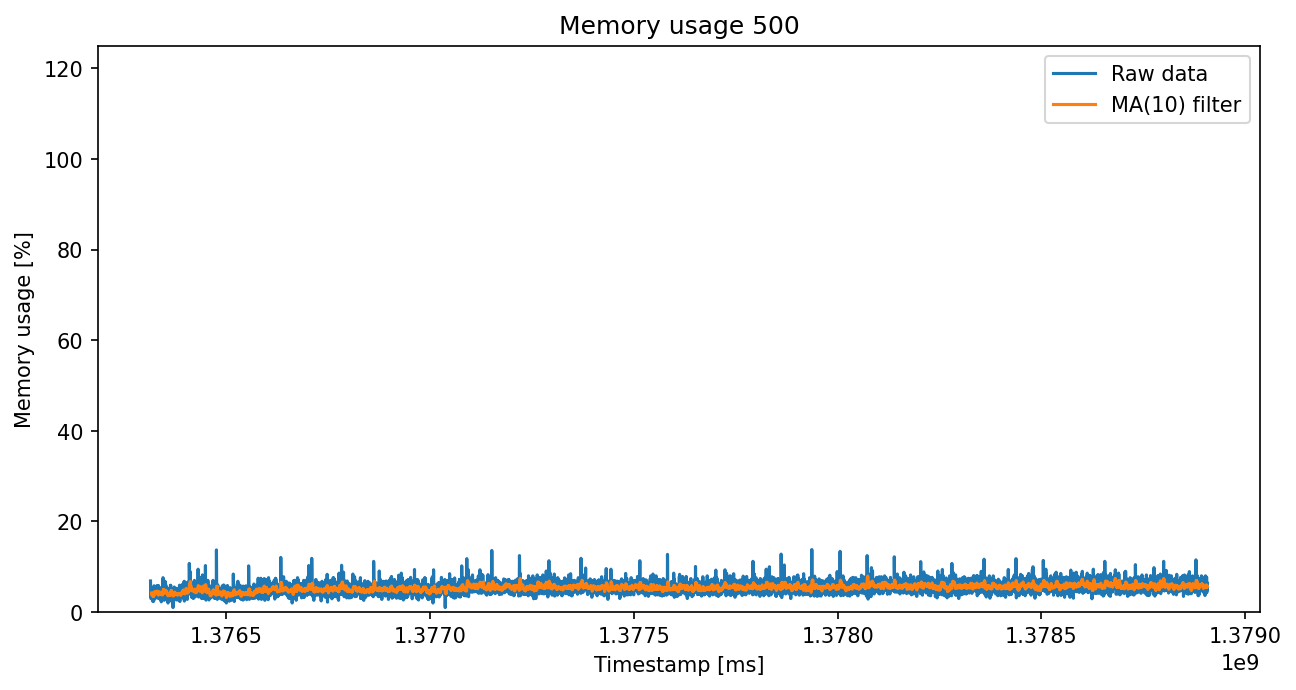 Memory usage 500
Raw data
MA(10) filter
120
100
80
60
40
20
0
Memory usage [%]
1.3765 1.3770 1.3775 1.3780 1.3785 1.3790
1e9
Timestamp [ms]